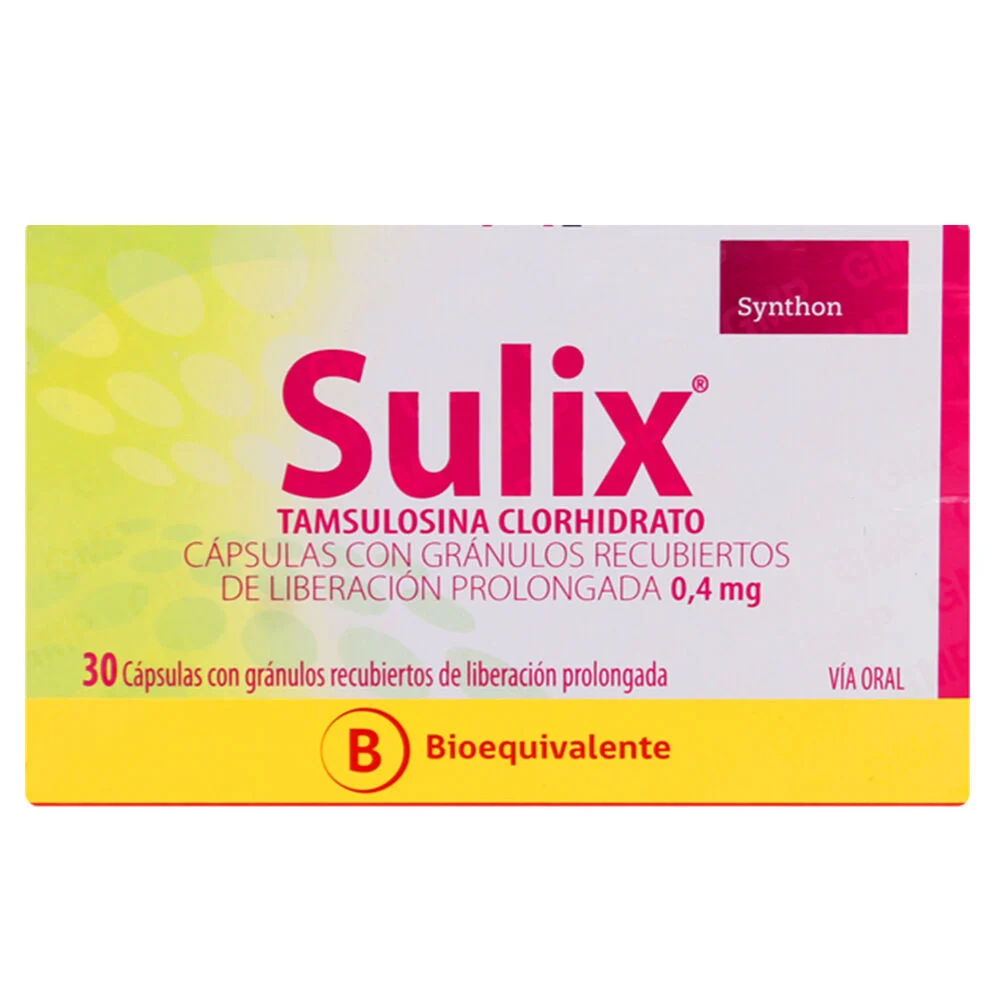 Synthon
Sulix®
TAMSULOSINA CLORHIDRATO
CÁPSULAS CON GRÁNULOS RECUBIERTOS
DE LIBERACIÓN PROLONGADA 0,4 mg
30 Cápsulas con gránulos recubiertos de liberación prolongada
VÍA ORAL
B Bioequivalente